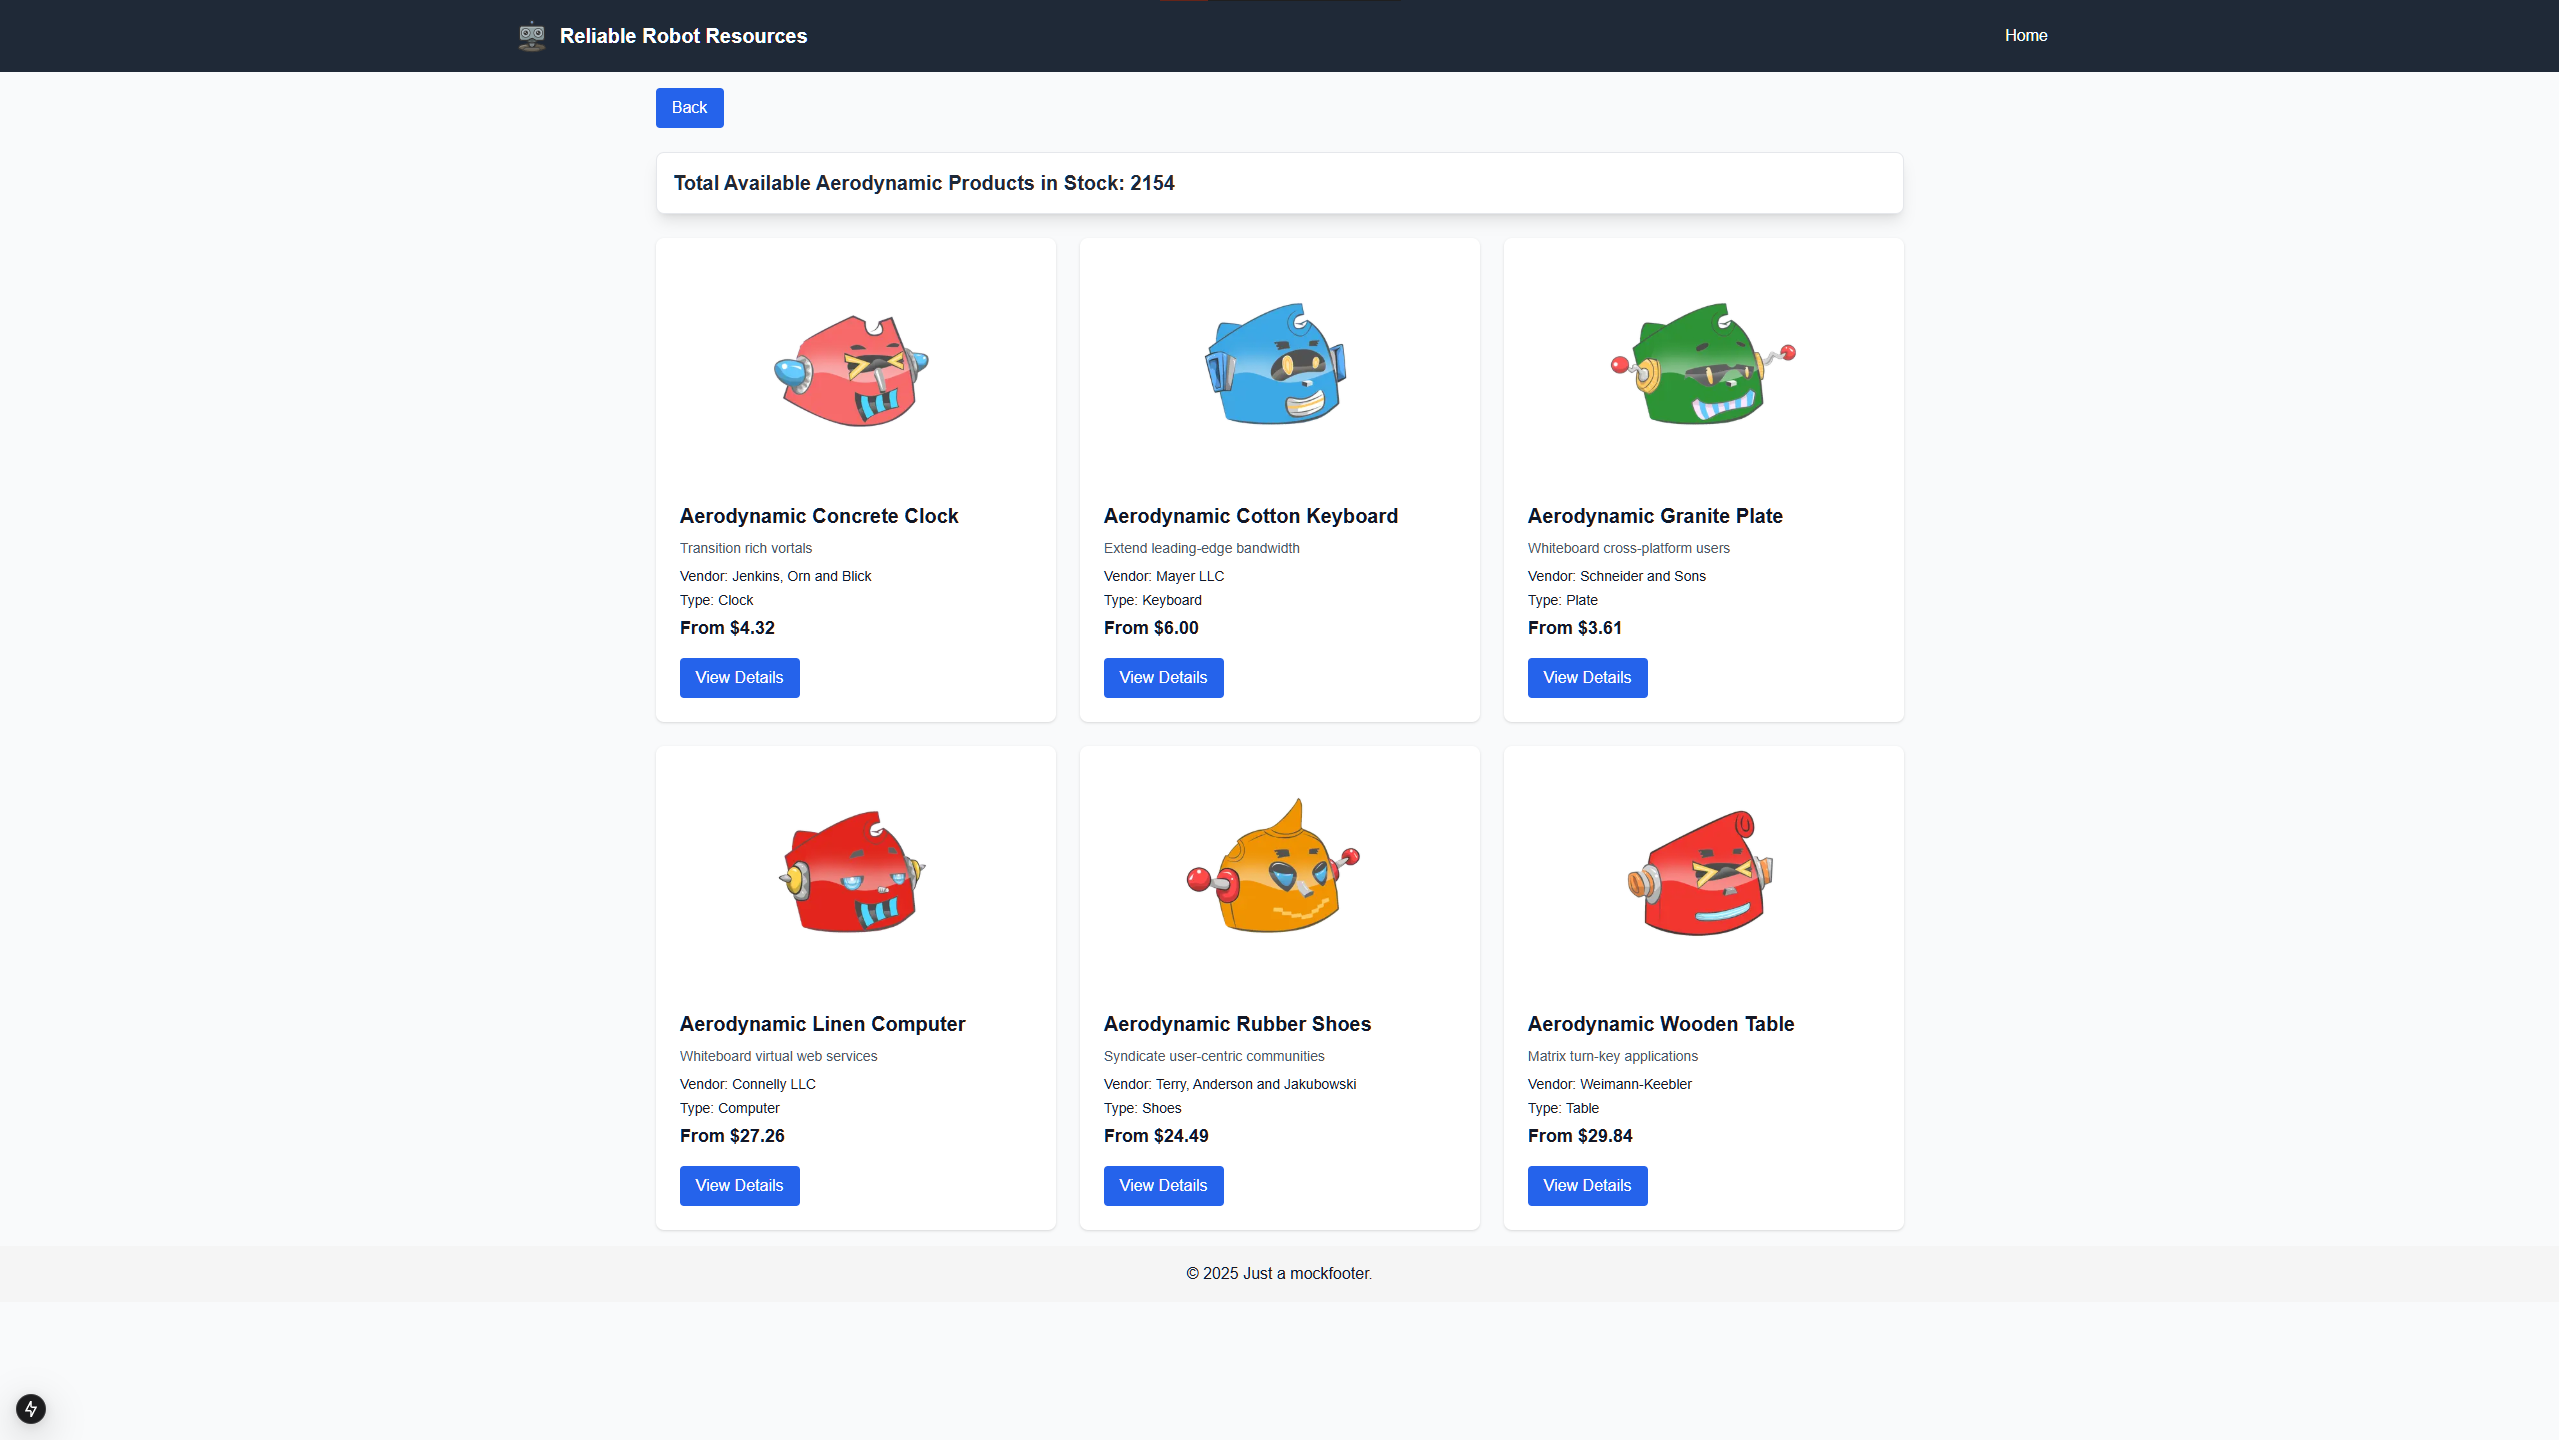 Reliable Robot Resources
Home
Back
Total Available Aerodynamic Products in Stock: 2154
Aerodynamic Concrete Clock
Transition rich vortals
Vendor: Jenkins, Orn and Blick
Type: Clock
From $4.32
View Details
Aerodynamic Cotton Keyboard
Extend leading-edge bandwidth
Vendor: Mayer LLC
Type: Keyboard
From $6.00
View Details
Aerodynamic Granite Plate
Whiteboard cross-platform users
Vendor: Schneider and Sons
Type: Plate
From $3.61
View Details
Aerodynamic Linen Computer
Whiteboard virtual web services
Vendor: Connelly LLC
Type: Computer
From $27.26
View Details
Aerodynamic Rubber Shoes
Syndicate user-centric communities
Vendor: Terry, Anderson and Jakubowski
Type: Shoes
From $24.49
View Details
Aerodynamic Wooden Table
Matrix turn-key applications
Vendor: Weimann-Keebler
Type: Table
From $29.84
View Details
© 2025 Just a mockfooter.